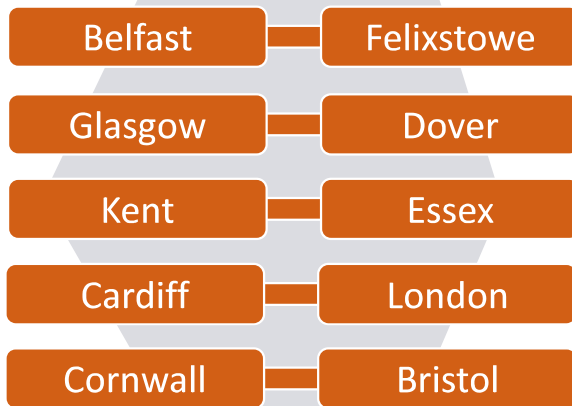 Belfast Felixstowe
Glasgow Dover
Kent Essex
Cardiff London
Cornwall Bristol